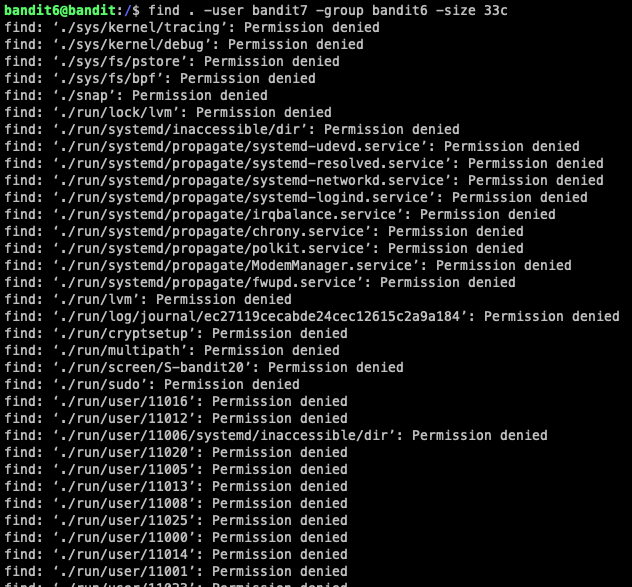 bandit6@bandit:/$ find . -user bandit7 -group bandit6 -size 33c
find: ‘./sys/kernel/tracing’: Permission denied
find: ‘./sys/kernel/debug’: Permission denied
find: ‘./sys/fs/pstore’: Permission denied
find: ‘./sys/fs/bpf’: Permission denied
find: ‘./snap’: Permission denied
find: ‘./run/lock/lvm’: Permission denied
find: ‘./run/systemd/inaccessible/dir’: Permission denied
find: ‘./run/systemd/propagate/systemd-udevd.service’: Permission denied
find: ‘./run/systemd/propagate/systemd-resolved.service’: Permission denied
find: ‘./run/systemd/propagate/systemd-networkd.service’: Permission denied
find: ‘./run/systemd/propagate/systemd-logind.service’: Permission denied
find: ‘./run/systemd/propagate/irqbalance.service’: Permission denied
find: ‘./run/systemd/propagate/chrony.service’: Permission denied
find: ‘./run/systemd/propagate/polkit.service’: Permission denied
find: ‘./run/systemd/propagate/ModemManager.service’: Permission denied
find: ‘./run/systemd/propagate/fwupd.service’: Permission denied
find: ‘./run/lvm’: Permission denied
find: ‘./run/log/journal/ec27119cecabde24cec12615c2a9a184’: Permission denied
find: ‘./run/cryptsetup’: Permission denied
find: ‘./run/multipath’: Permission denied
find: ‘./run/screen/S-bandit20’: Permission denied
find: ‘./run/sudo’: Permission denied
find: ‘./run/user/11016’: Permission denied
find: ‘./run/user/11012’: Permission denied
find: ‘./run/user/11006/systemd/inaccessible/dir’: Permission denied
find: ‘./run/user/11020’: Permission denied
find: ‘./run/user/11005’: Permission denied
find: ‘./run/user/11013’: Permission denied
find: ‘./run/user/11008’: Permission denied
find: ‘./run/user/11025’: Permission denied
find: ‘./run/user/11000’: Permission denied
find: ‘./run/user/11014’: Permission denied
find: ‘./run/user/11001’: Permission denied
find: ‘./run/user/11023’: Permission denied